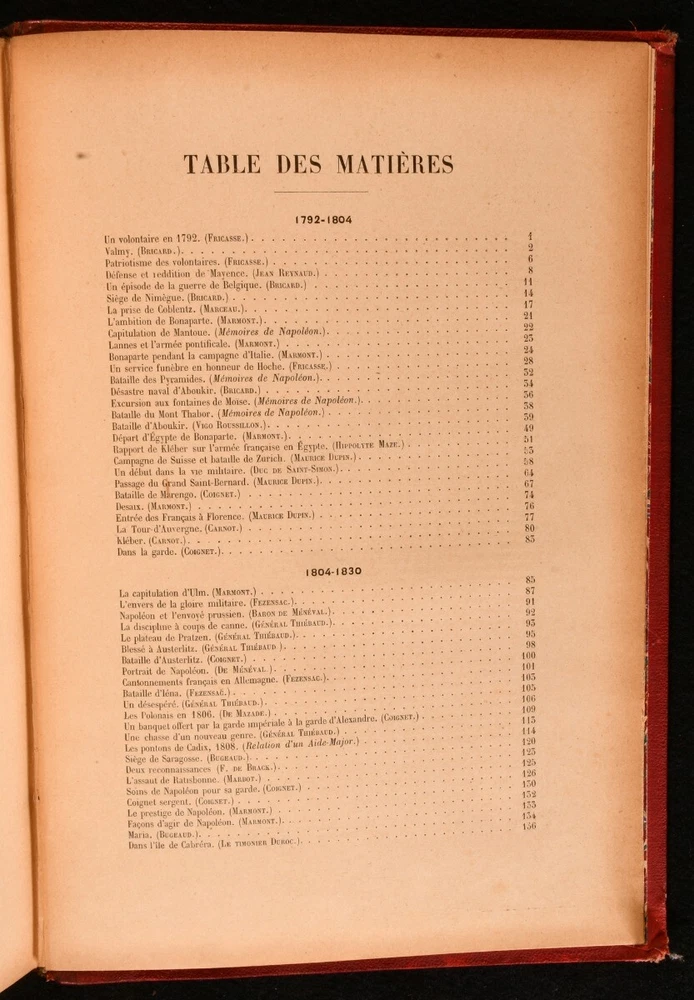 TABLE DES MATIÈRES
1792-1804
Un volontaire en 1792. (Fricasse.) . . . 1
Valmy. (Bricard.) . . . 2
Patriotisme des volontaires. (Fricasse.) . . . 6
Défense et reddition de Mayence. (Jean Reynaud.) . . . 8
Un épisode de la guerre de Belgique. (Bricard.) . . . 11
Siège de Nimègue. (Bricard.) . . . 14
La prise de Coblentz. (Marceau.) . . . 17
L'ambition de Bonaparte. (Marmont.) . . . 21
Capitulation de Mantoue. (Mémoires de Napoléon.) . . . 22
Lannes et l'armée pontificale. (Marmont.) . . . 23
Bonaparte pendant la campagne d'Italie. (Marmont.) . . . 24
Un service funèbre en honneur de Hoche. (Fricasse.) . . . 28
Bataille des Pyramides. (Mémoires de Napoléon.) . . . 32
Désastre naval d'Aboukir. (Bricard.) . . . 34
Excursion aux fontaines de Moïse. (Mémoires de Napoléon.) . . . 36
Bataille du Mont Thabor. (Mémoires de Napoléon.) . . . 38
Bataille d'Aboukir. (Vigo Roussillon.) . . . 39
Départ d'Égypte de Bonaparte. (Marmont.) . . . 49
Rapport de Kléber sur l'armée française en Égypte. (Hippolyte Maze.) . . . 51
Campagne de Suisse et bataille de Zurich. (Maurice Dupin.) . . . 53
Un début dans la vie militaire. (Duc de Saint-Simon.) . . . 58
Passage du Grand Saint-Bernard. (Maurice Dupin.) . . . 64
Bataille de Marengo. (Coignet.) . . . 67
Desaix. (Marmont.) . . . 74
Entrée des Français à Florence. (Maurice Dupin.) . . . 76
La Tour-d'Auvergne. (Carnot.) . . . 77
Kléber. (Carnot.) . . . 80
Dans la garde. (Coignet.) . . . 83
1804-1830
La capitulation d'Ulm. (Marmont.) . . . 85
L'envers de la gloire militaire. (Fezensac.) . . . 87
Napoléon et l'envoyé prussien. (Baron de Ménéval.) . . . 91
La discipline à coups de canne. (Général Thiébaud.) . . . 92
Le plateau de Pratzen. (Général Thiébaud.) . . . 93
Blessé à Austerlitz. (Général Thiébaud.) . . . 95
Bataille d'Austerlitz. (Coignet.) . . . 98
Portrait de Napoléon. (De Ménéval.) . . . 100
Cantonnements français en Allemagne. (Fezensac.) . . . 101
Bataille d'Iéna. (Fezensac.) . . . 103
Un désespéré. (Général Thiébaud.) . . . 105
Les Polonais en 1806. (De Mazade.) . . . 106
Un banquet offert par la garde impériale à la garde d'Alexandre. (Coignet.) . . . 109
Une chasse d'un nouveau genre. (Général Thiébaud.) . . . 113
Les pontons de Cadix, 1808. (Relation d'un Aide-Major.) . . . 114
Siège de Saragosse. (Bugeaud.) . . . 120
Deux reconnaissances. (F. de Brack.) . . . 123
L'assaut de Ratisbonne. (Marbot.) . . . 125
Soins de Napoléon pour sa garde. (Coignet.) . . . 126
Coignet sergent. (Coignet.) . . . 130
Le prestige de Napoléon. (Marmont.) . . . 132
Façons d'agir de Napoléon. (Marmont.) . . . 133
Maria. (Bugeaud.) . . . 134
Dans l'île de Cabréra. (Le timonier Duroc.) . . . 136